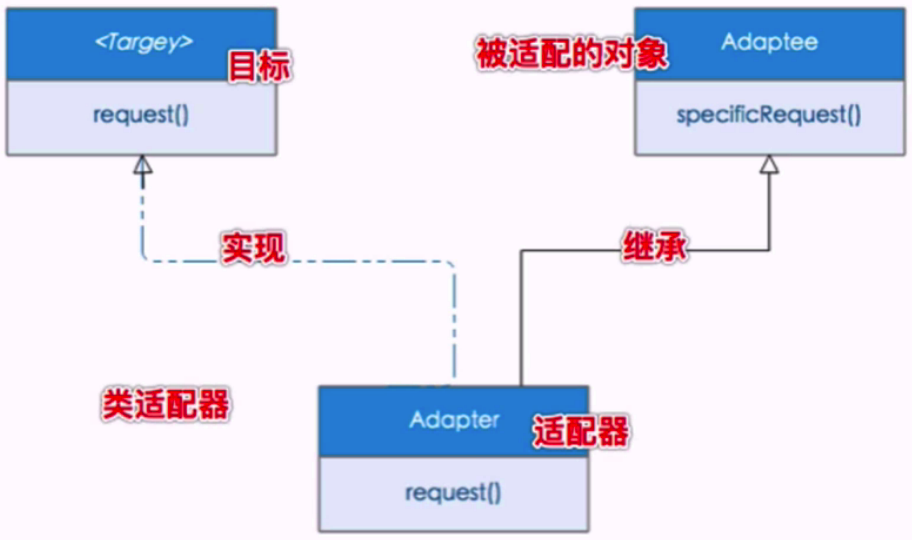 <Targey>
目标
request()
被适配的对象
Adaptee
specificRequest()
实现
继承
类适配器
Adapter
适配器
request()